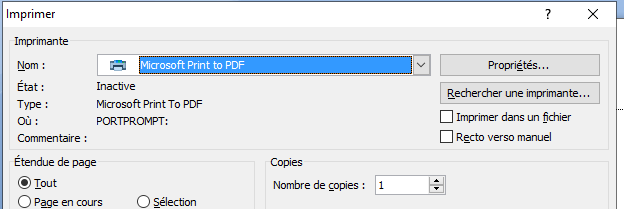 Imprimer
Imprimante
Nom : Microsoft Print to PDF
Propriétés...
État : Inactive
Rechercher une imprimante...
Type : Microsoft Print To PDF
Où : PORTPROMPT:
Imprimer dans un fichier
Commentaire :
Recto verso manuel
Étendue de page
Tout
Page en cours Sélection
Copies
Nombre de copies : 1